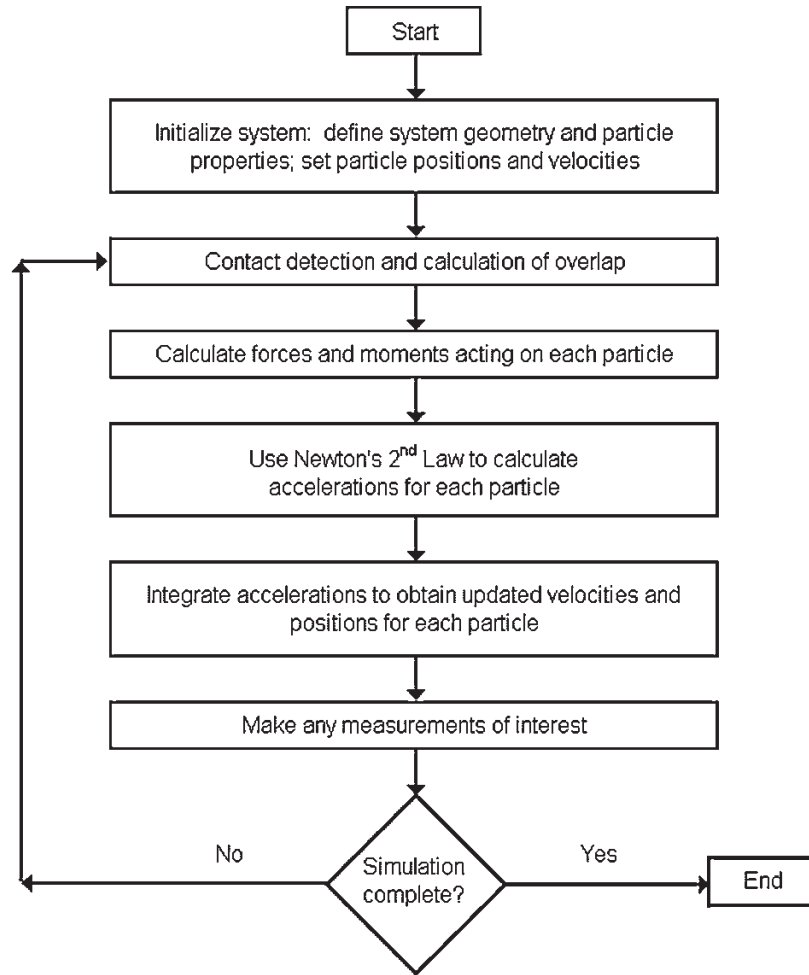 Start
Initialize system: define system geometry and particle
properties; set particle positions and velocities
Contact detection and calculation of overlap
Calculate forces and moments acting on each particle
Use Newton's 2nd Law to calculate
accelerations for each particle
Integrate accelerations to obtain updated velocities and
positions for each particle
Make any measurements of interest
No
Simulation
complete?
Yes
End